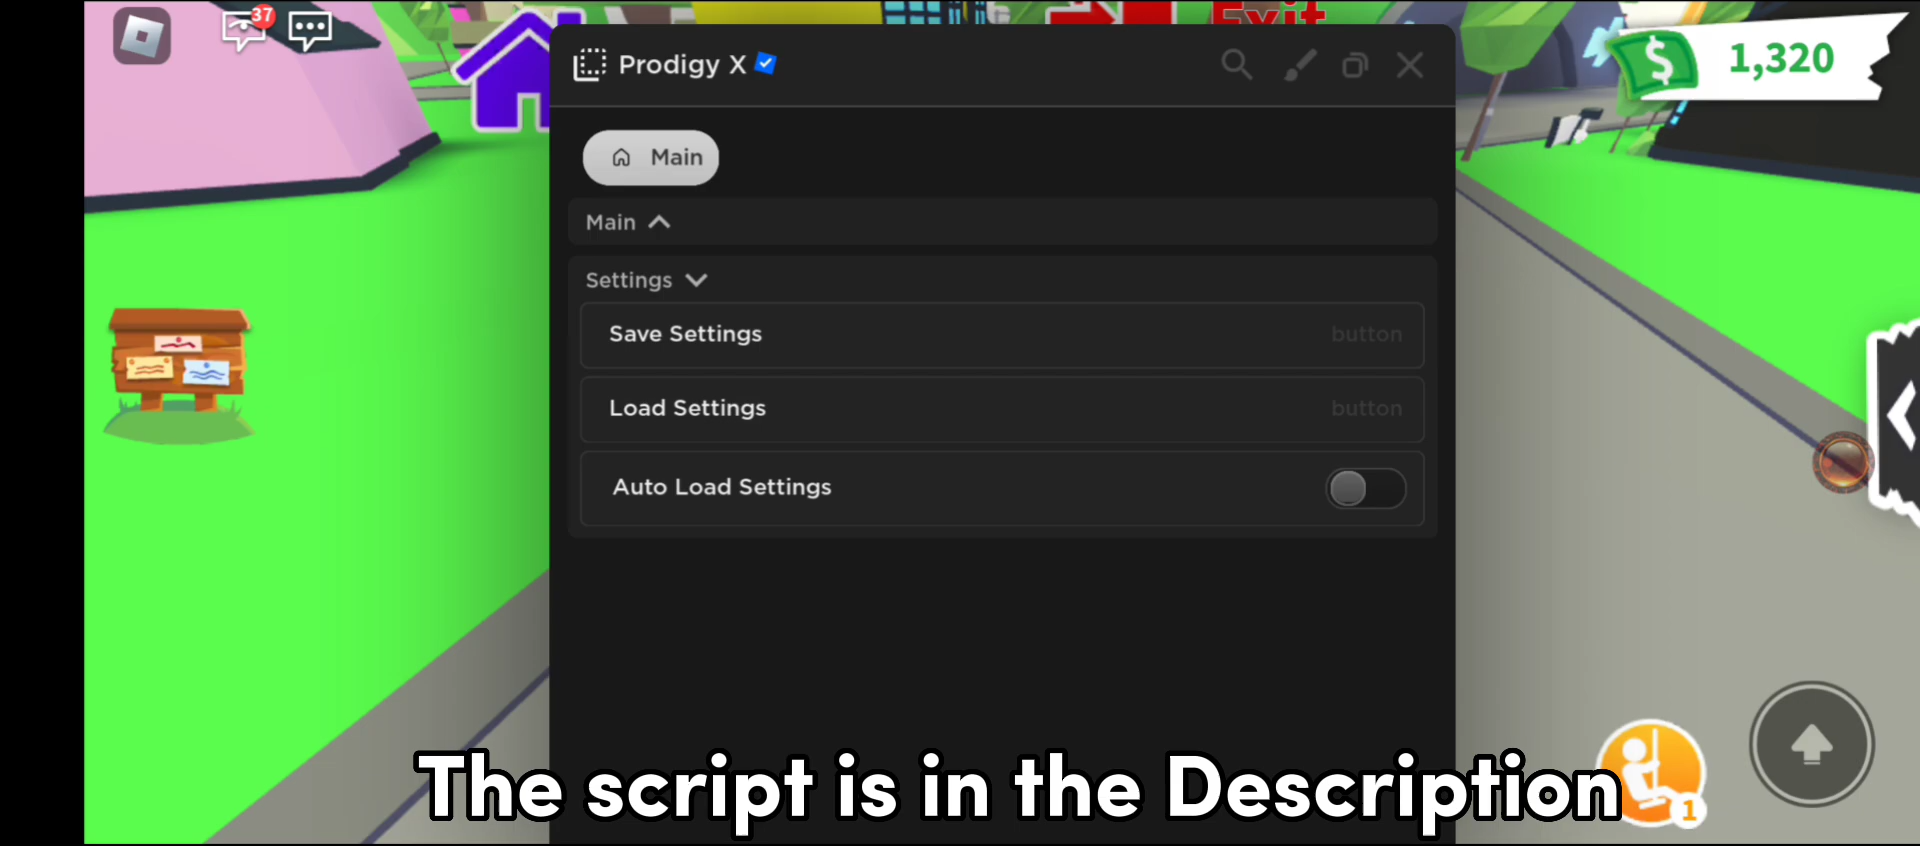 37
Exit
Prodigy X
1,320
Main
Main
Settings
Save Settings
button
Load Settings
button
Auto Load Settings
The script is in the Description
1